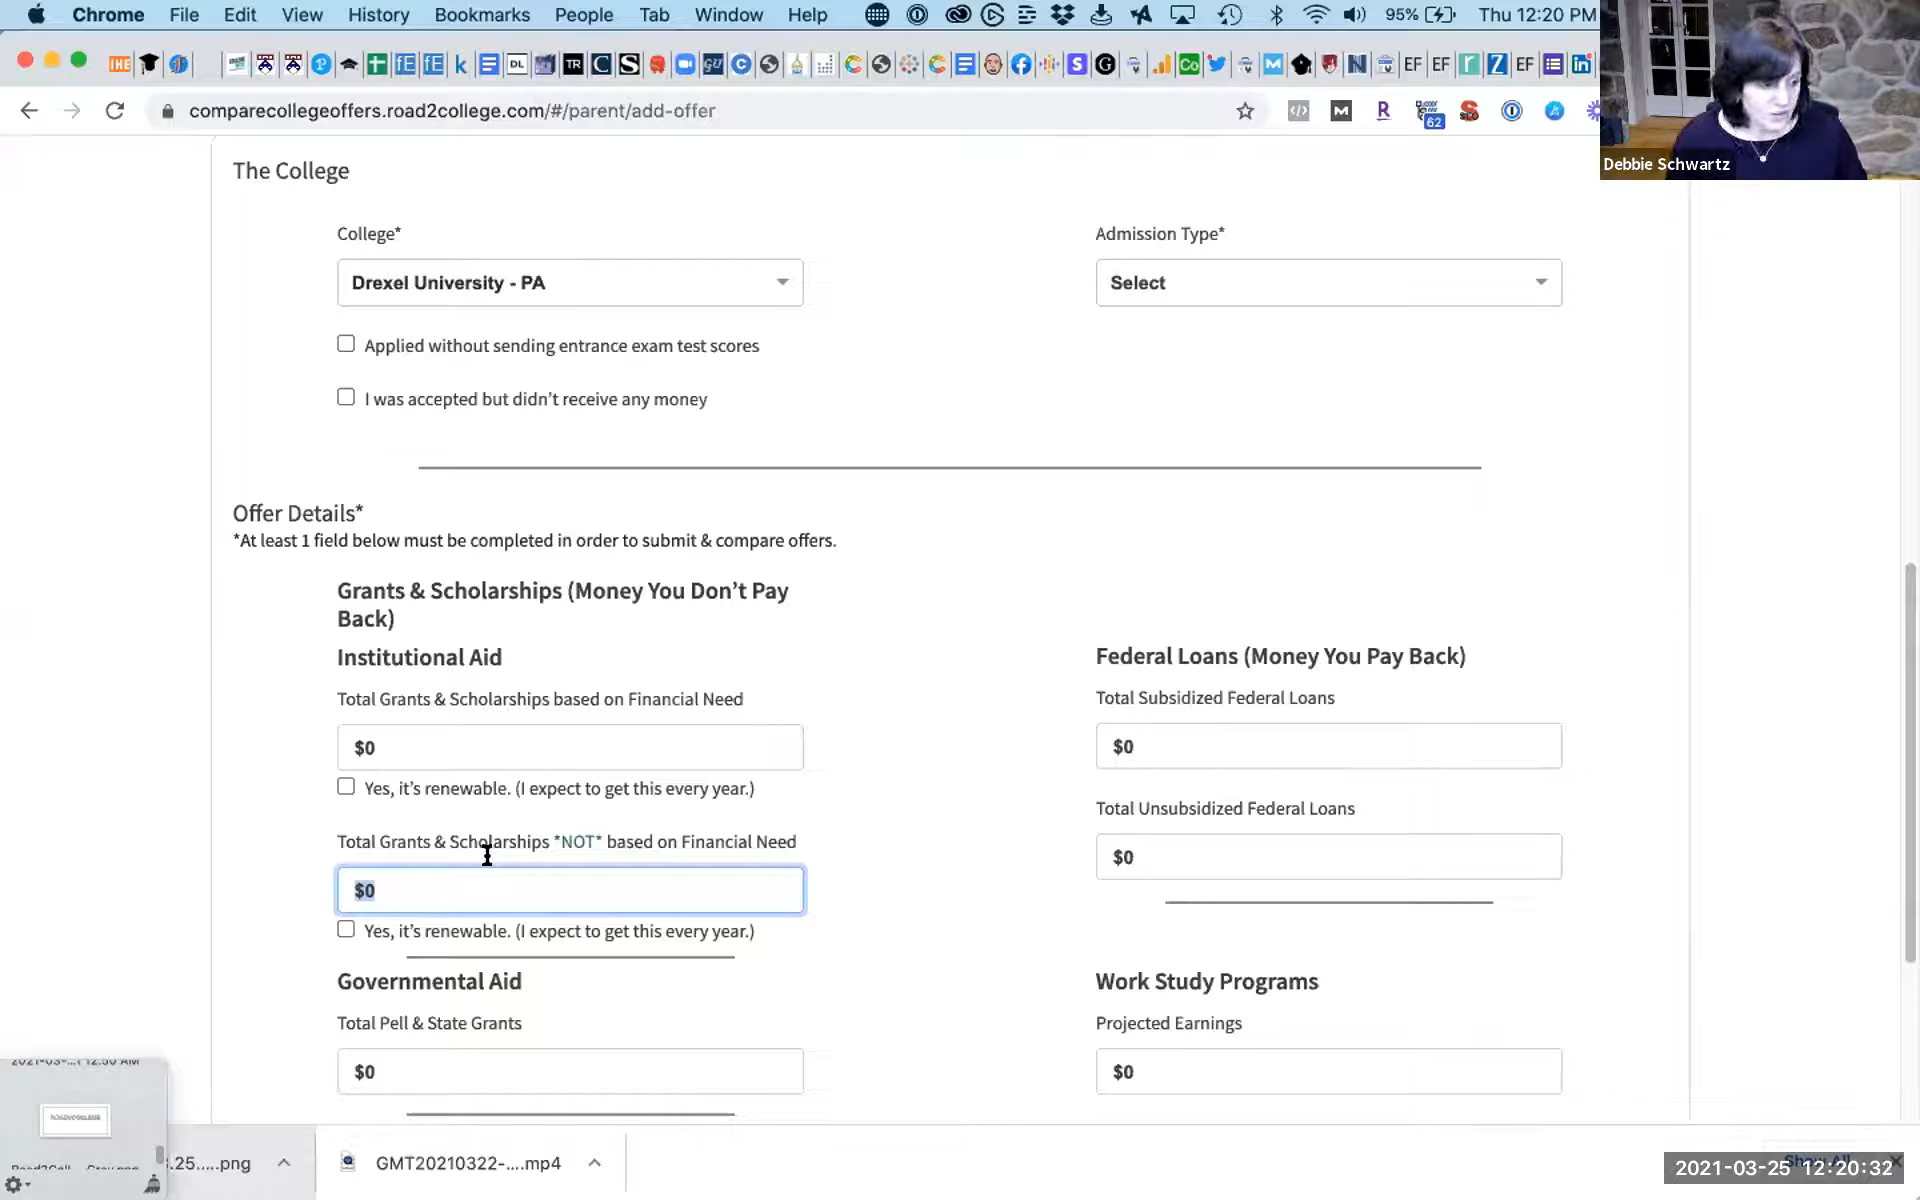 Chrome File Edit View History Bookmarks People Tab Window Help 95% Thu 12:20 PM
comparecollegeoffers.road2college.com/#/parent/add-offer
62
Debbie Schwartz
The College
College*
Admission Type*
Drexel University - PA
Select
Applied without sending entrance exam test scores
I was accepted but didn't receive any money
Offer Details*
*At least 1 field below must be completed in order to submit & compare offers.
Grants & Scholarships (Money You Don't Pay
Back)
Institutional Aid
Federal Loans (Money You Pay Back)
Total Grants & Scholarships based on Financial Need
Total Subsidized Federal Loans
$0
$0
Yes, it's renewable. (I expect to get this every year.)
Total Unsubsidized Federal Loans
Total Grants & Scholarships *NOT* based on Financial Need
$0
$0
Yes, it's renewable. (I expect to get this every year.)
Governmental Aid
Work Study Programs
Total Pell & State Grants
Projected Earnings
$0
$0
.25.....png
GMT20210322-....mp4
Show All
2021-03-25 12:20:32